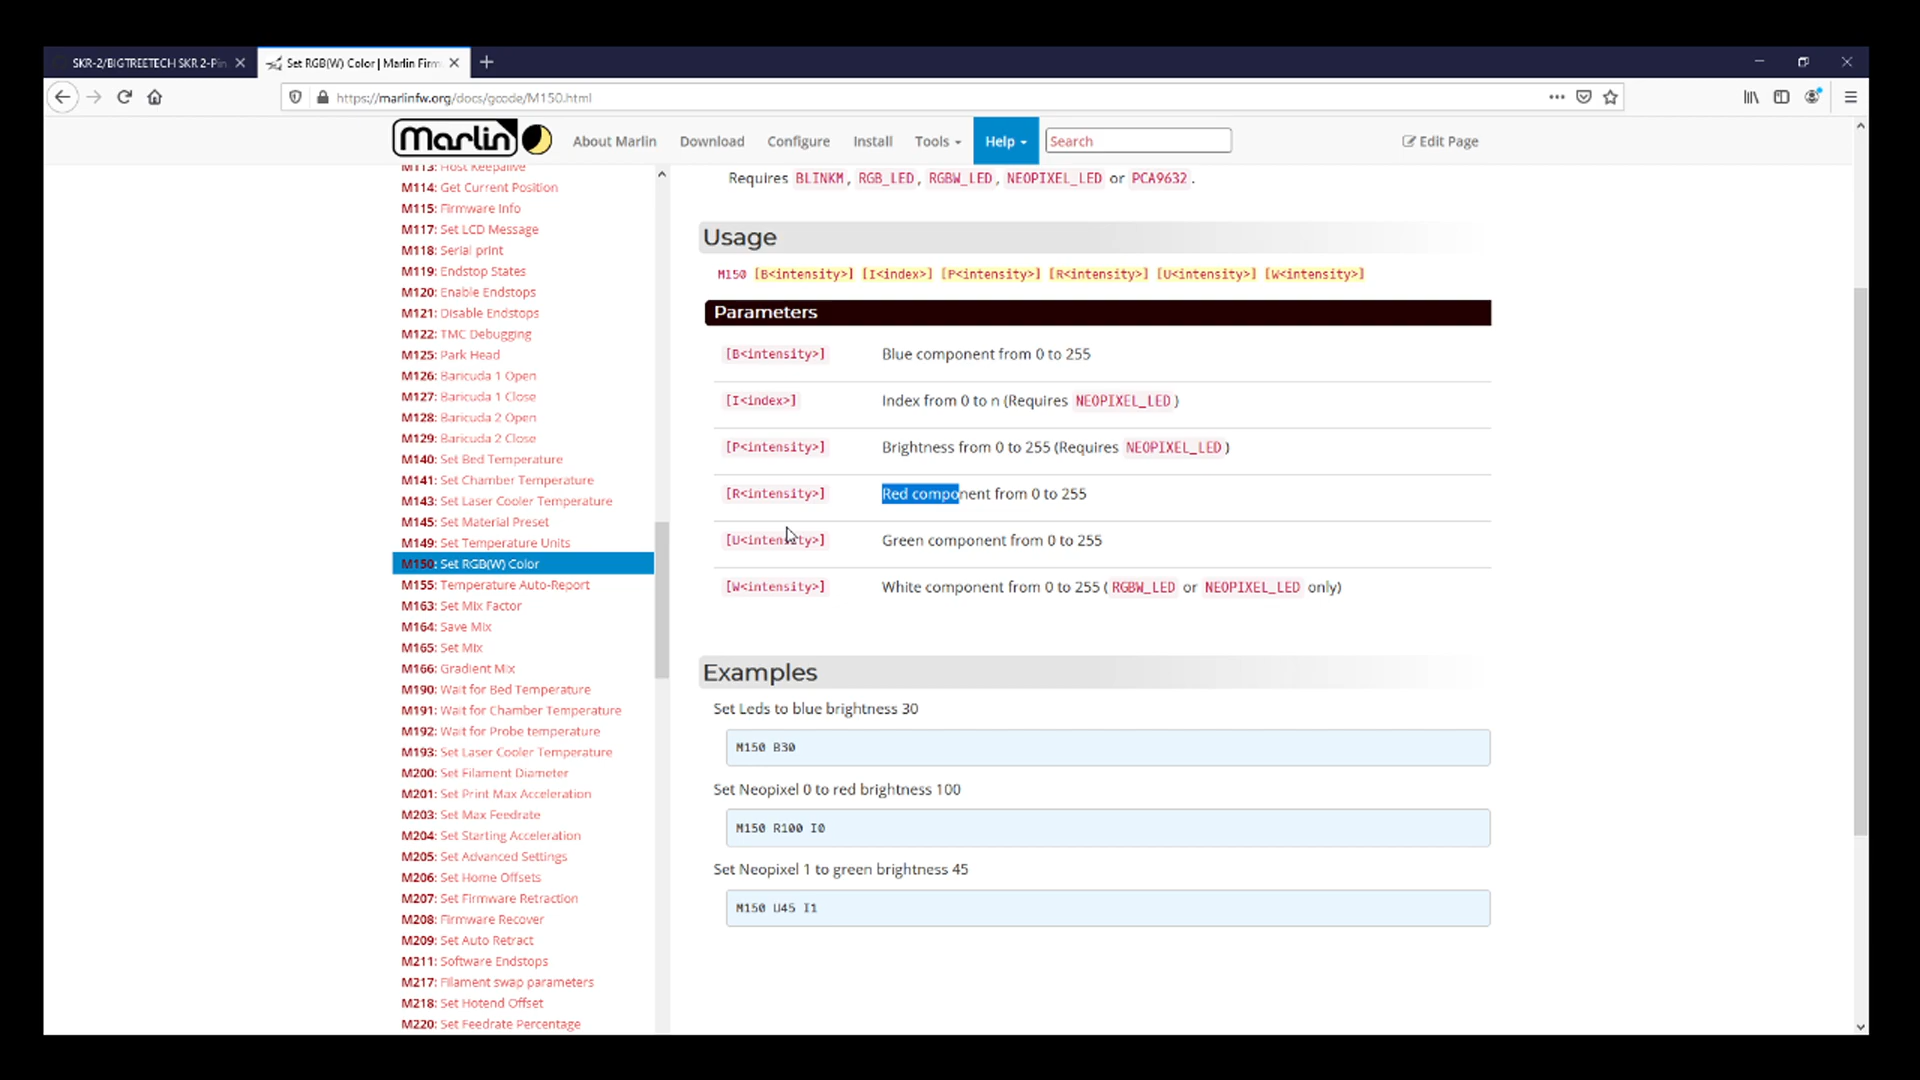 SKR-2/BIGTREETECH SKR 2-Pin
Set RGB(W) Color | Marlin Firm
https://marlinfw.org/docs/gcode/M150.html
Marlin
About Marlin
Download
Configure
Install
Tools
Help
Search
Edit Page
M113: Host Keepalive
M114: Get Current Position
M115: Firmware Info
M117: Set LCD Message
M118: Serial print
M119: Endstop States
M120: Enable Endstops
M121: Disable Endstops
M122: TMC Debugging
M125: Park Head
M126: Baricuda 1 Open
M127: Baricuda 1 Close
M128: Baricuda 2 Open
M129: Baricuda 2 Close
M140: Set Bed Temperature
M141: Set Chamber Temperature
M143: Set Laser Cooler Temperature
M145: Set Material Preset
M149: Set Temperature Units
M150: Set RGB(W) Color
M155: Temperature Auto-Report
M163: Set Mix Factor
M164: Save Mix
M165: Set Mix
M166: Gradient Mix
M190: Wait for Bed Temperature
M191: Wait for Chamber Temperature
M192: Wait for Probe temperature
M193: Set Laser Cooler Temperature
M200: Set Filament Diameter
M201: Set Print Max Acceleration
M203: Set Max Feedrate
M204: Set Starting Acceleration
M205: Set Advanced Settings
M206: Set Home Offsets
M207: Set Firmware Retraction
M208: Firmware Recover
M209: Set Auto Retract
M211: Software Endstops
M217: Filament swap parameters
M218: Set Hotend Offset
M220: Set Feedrate Percentage
Requires BLINKM, RGB_LED, RGBW_LED, NEOPIXEL_LED or PCA9632.
Usage
M150 [B<intensity>] [I<index>] [P<intensity>] [R<intensity>] [U<intensity>] [W<intensity>]
Parameters
[B<intensity>] Blue component from 0 to 255
[I<index>] Index from 0 to n (Requires NEOPIXEL_LED)
[P<intensity>] Brightness from 0 to 255 (Requires NEOPIXEL_LED)
[R<intensity>] Red component from 0 to 255
[U<intensity>] Green component from 0 to 255
[W<intensity>] White component from 0 to 255 (RGBW_LED or NEOPIXEL_LED only)
Examples
Set Leds to blue brightness 30
M150 B30
Set Neopixel 0 to red brightness 100
M150 R100 I0
Set Neopixel 1 to green brightness 45
M150 U45 I1